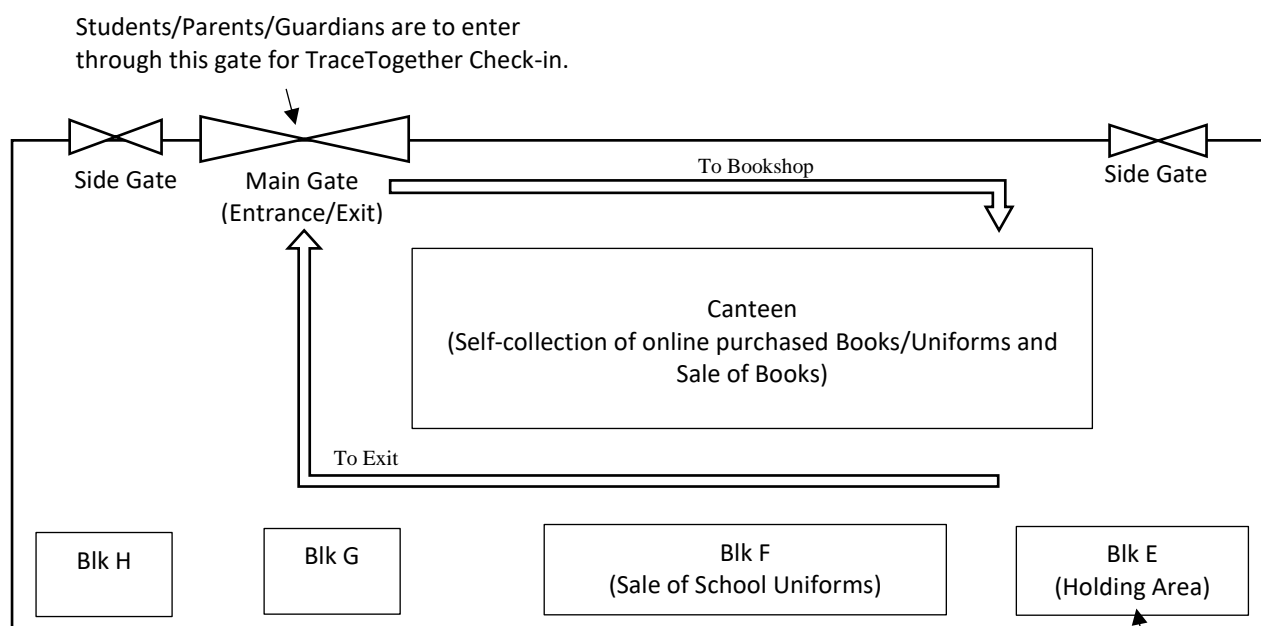 Students/Parents/Guardians are to enter
through this gate for TraceTogether Check-in.
Side Gate
Main Gate
(Entrance/Exit)
To Bookshop
Side Gate
Canteen
(Self-collection of online purchased Books/Uniforms and
Sale of Books)
To Exit
Blk H
Blk G
Blk F
(Sale of School Uniforms)
Blk E
(Holding Area)